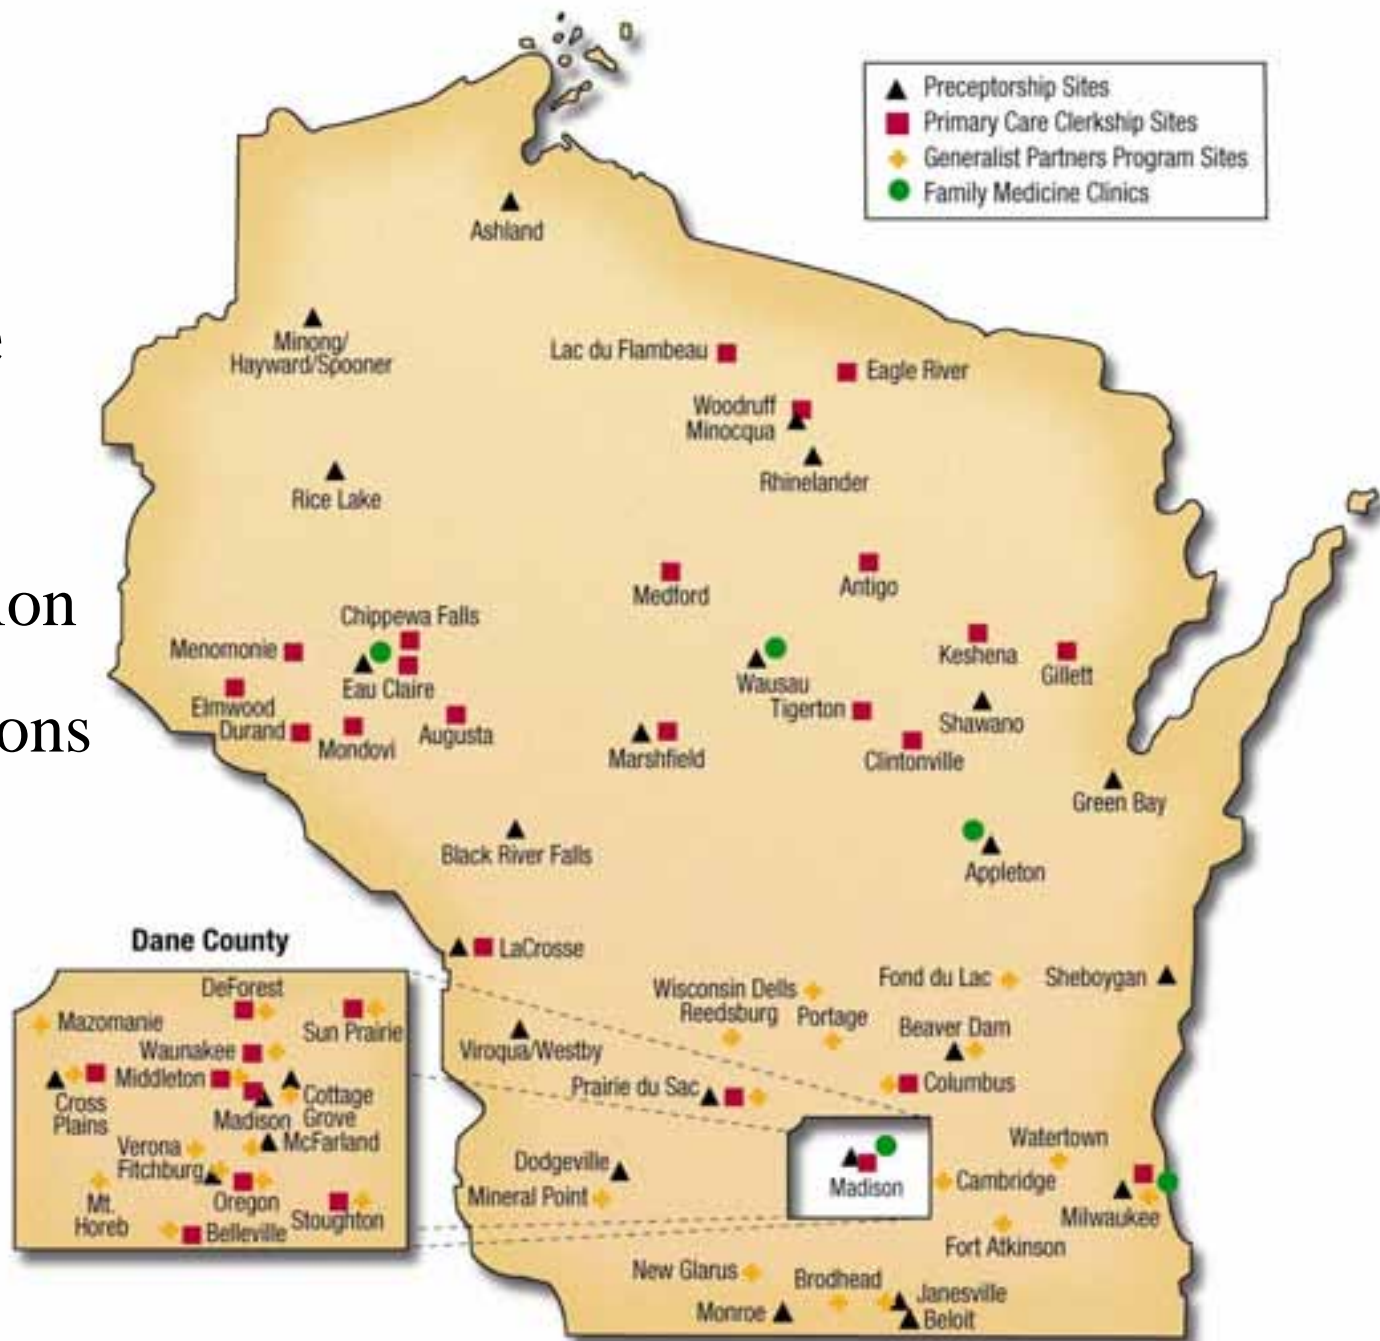 Preceptorship Sites
Primary Care Clerkship Sites
Generalist Partners Program Sites
Family Medicine Clinics
Ashland
Minong/
Hayward/Spooner
Lac du Flambeau
Eagle River
Woodruff
Minocqua
Rhinelander
Rice Lake
ion
ons
Medford
Antigo
Chippewa Falls
Menomonie
Eau Claire
Elmwood
Durand
Mondovi
Augusta
Wausau
Keshena
Gillett
Tigerton
Shawano
Marshfield
Clintonville
Green Bay
Black River Falls
Appleton
LaCrosse
Wisconsin Dells
Reedsburg
Portage
Fond du Lac
Sheboygan
Beaver Dam
Viroqua/Westby
Prairie du Sac
Columbus
Watertown
Dodgeville
Mineral Point
Madison
Cambridge
Milwaukee
Fort Atkinson
New Glarus
Brodhead
Janesville
Monroe
Beloit
Dane County
DeForest
Mazomanie
Sun Prairie
Waunakee
Middleton
Cross
Plains
Madison
Cottage
Grove
McFarland
Verona
Fitchburg
Oregon
Mt.
Horeb
Stoughton
Belleville